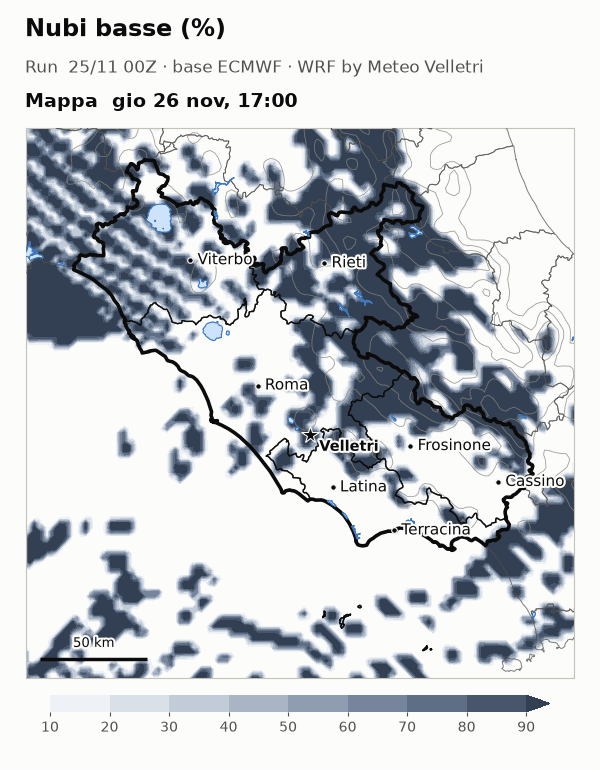 Nubi basse (%)
Run 25/11 00Z · base ECMWF · WRF by Meteo Velletri
Mappa gio 26 nov, 17:00
Viterbo
Rieti
Roma
Velletri
Frosinone
Cassino
Latina
Terracina
50 km
10 20 30 40 50 60 70 80 90